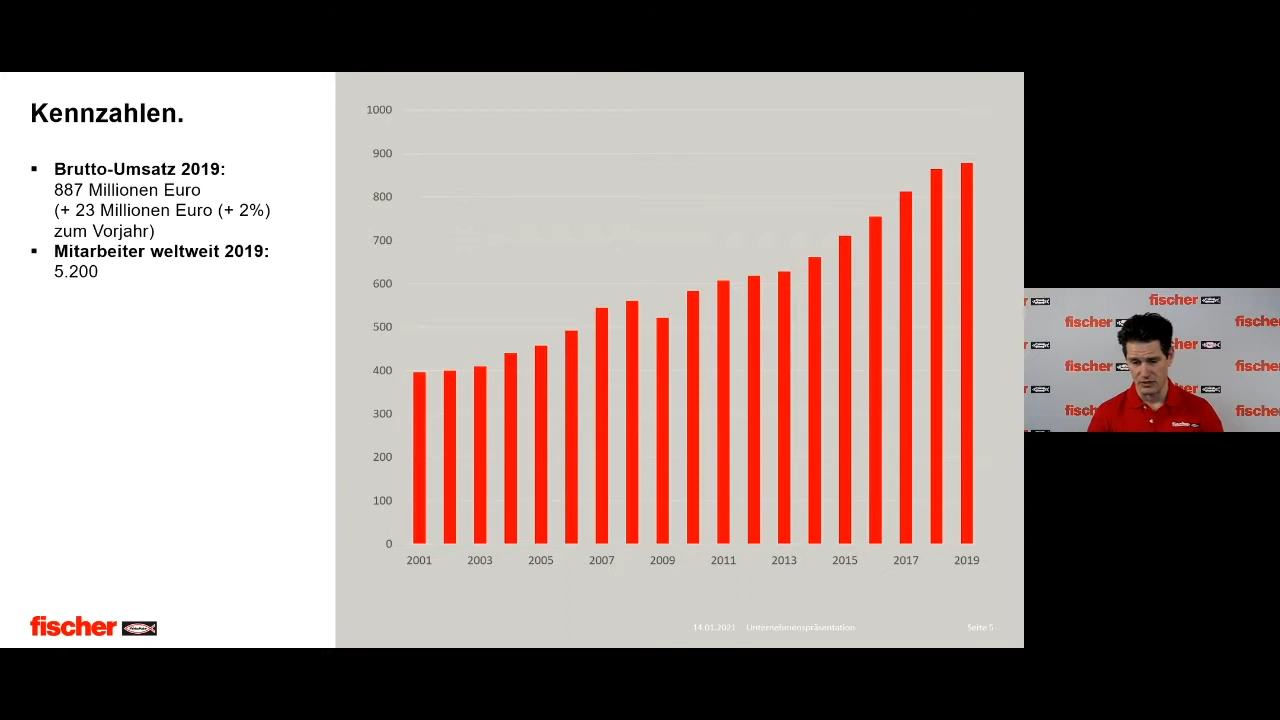 Kennzahlen.
▪ Brutto-Umsatz 2019:
887 Millionen Euro
(+ 23 Millionen Euro (+ 2%)
zum Vorjahr)
▪ Mitarbeiter weltweit 2019:
5.200
1000
900
800
700
600
500
400
300
200
100
0
2001 2003 2005 2007 2009 2011 2013 2015 2017 2019
fischer
14.01.2021 Unternehmenspräsentation Seite 5
fischer
fischer
fischer
fischer
fischer
fischer
fischer